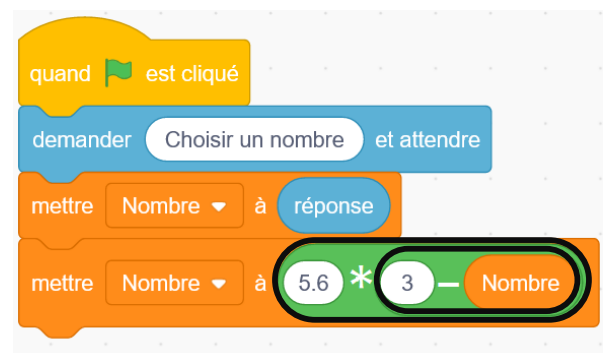 quand est cliqué
demander Choisir un nombre et attendre
mettre Nombre à réponse
mettre Nombre à 5.6 * 3 – Nombre